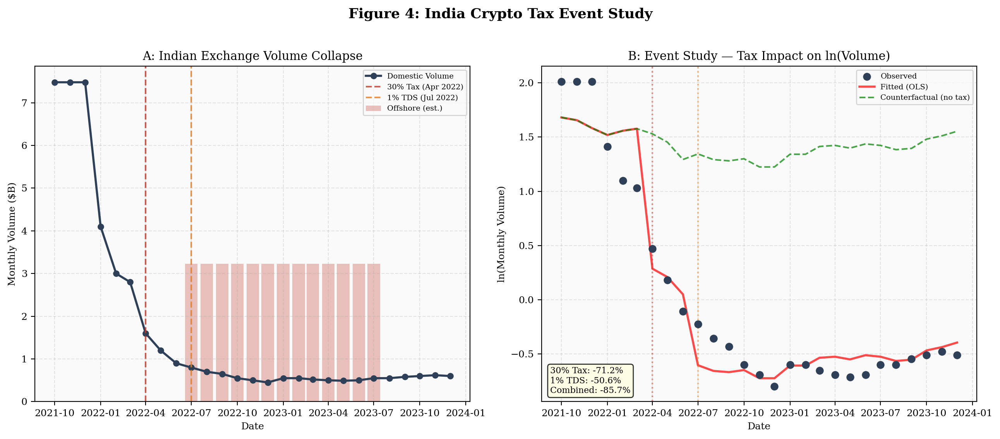 Figure 4: India Crypto Tax Event Study
A: Indian Exchange Volume Collapse
Monthly Volume ($B)
7
6
5
4
3
2
1
0
Domestic Volume
30% Tax (Apr 2022)
1% TDS (Jul 2022)
Offshore (est.)
2021-10 2022-01 2022-04 2022-07 2022-10 2023-01 2023-04 2023-07 2023-10 2024-01
Date
B: Event Study — Tax Impact on ln(Volume)
ln(Monthly Volume)
2.0
1.5
1.0
0.5
0.0
−0.5
Observed
Fitted (OLS)
Counterfactual (no tax)
30% Tax: -71.2%
1% TDS: -50.6%
Combined: -85.7%
2021-10 2022-01 2022-04 2022-07 2022-10 2023-01 2023-04 2023-07 2023-10 2024-01
Date